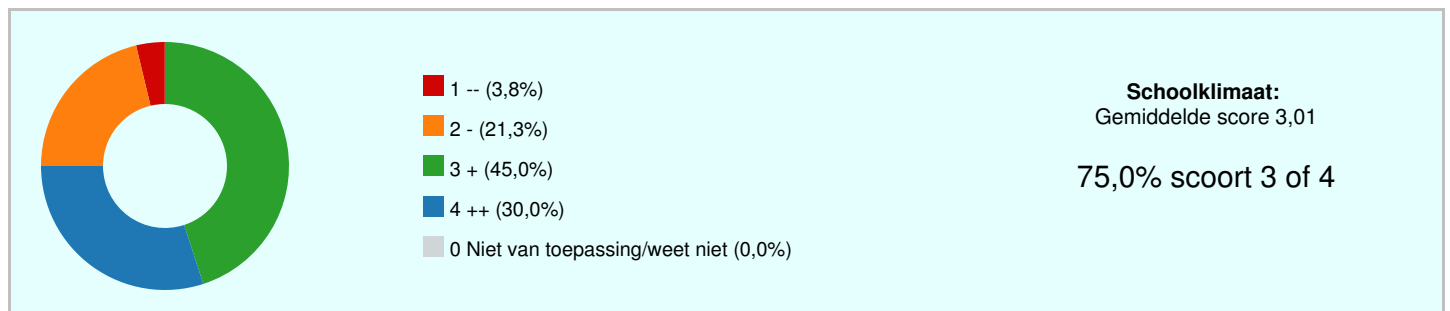 1 -- (3,8%)
2 - (21,3%)
3 + (45,0%)
4 ++ (30,0%)
0 Niet van toepassing/weet niet (0,0%)
Schoolklimaat:
Gemiddelde score 3,01
75,0% scoort 3 of 4